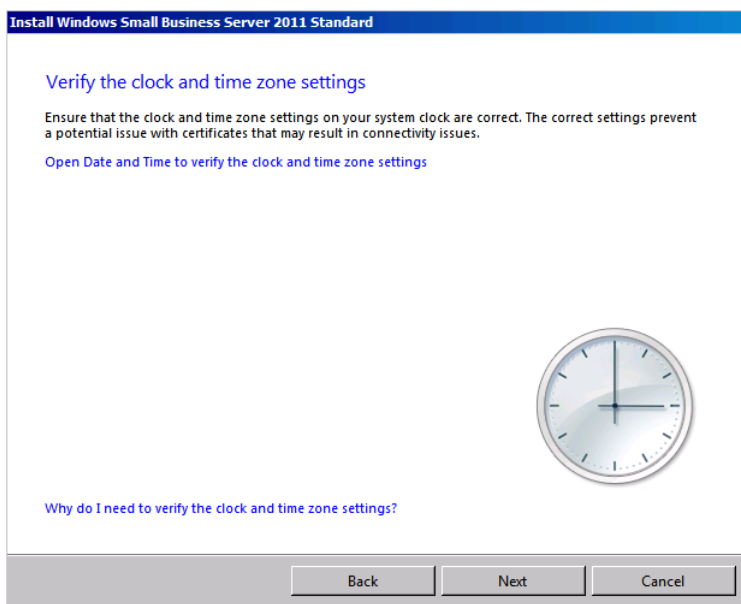 Install Windows Small Business Server 2011 Standard
Verify the clock and time zone settings
Ensure that the clock and time zone settings on your system clock are correct. The correct settings prevent
a potential issue with certificates that may result in connectivity issues.
Open Date and Time to verify the clock and time zone settings
Why do I need to verify the clock and time zone settings?
Back Next Cancel